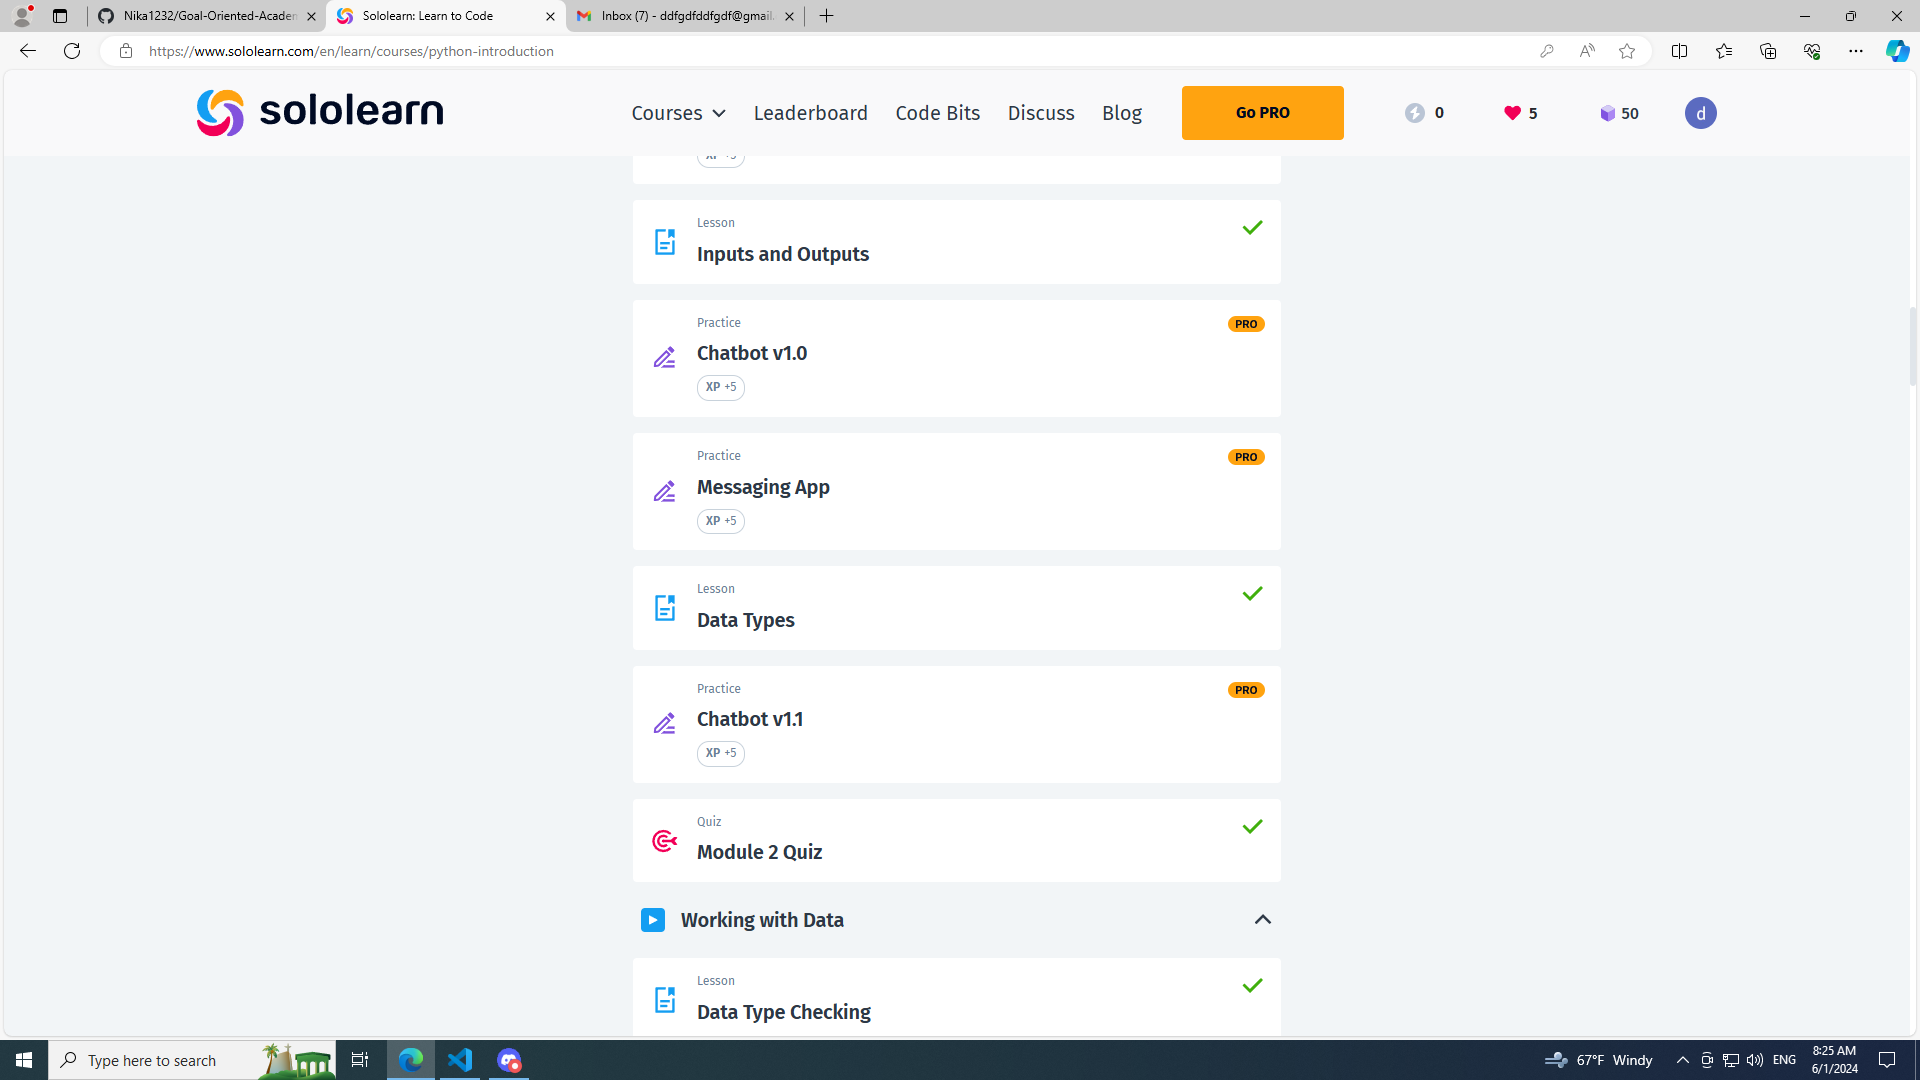 Nika1232/Goal-Oriented-Academ
Sololearn: Learn to Code
Inbox (7) - ddfgdfddfgdf@gmail.
https://www.sololearn.com/en/learn/courses/python-introduction
sololearn
Courses
Leaderboard
Code Bits
Discuss
Blog
Go PRO
0
5
50
d
XP +5
Lesson
Inputs and Outputs
Practice
PRO
Chatbot v1.0
XP +5
Practice
PRO
Messaging App
XP +5
Lesson
Data Types
Practice
PRO
Chatbot v1.1
XP +5
Quiz
Module 2 Quiz
Working with Data
Lesson
Data Type Checking
Type here to search
67°F Windy
ENG
8:25 AM
6/1/2024